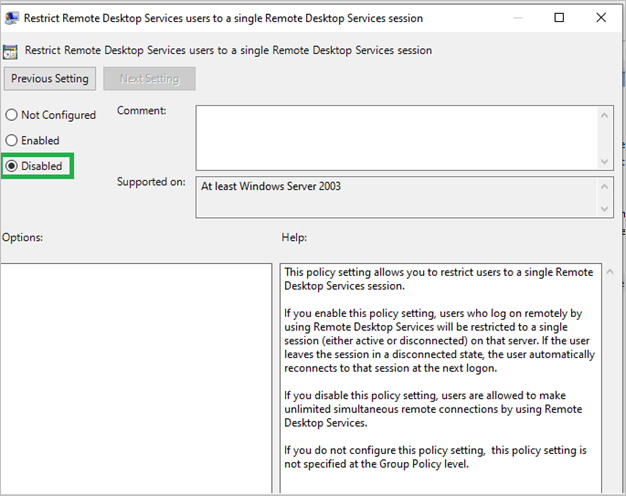 Restrict Remote Desktop Services users to a single Remote Desktop Services session
Restrict Remote Desktop Services users to a single Remote Desktop Services session
Previous Setting
Next Setting
Not Configured
Enabled
Disabled
Comment:
Supported on:
At least Windows Server 2003
Options:
Help:
This policy setting allows you to restrict users to a single Remote
Desktop Services session.
If you enable this policy setting, users who log on remotely by
using Remote Desktop Services will be restricted to a single
session (either active or disconnected) on that server. If the user
leaves the session in a disconnected state, the user automatically
reconnects to that session at the next logon.
If you disable this policy setting, users are allowed to make
unlimited simultaneous remote connections by using Remote
Desktop Services.
If you do not configure this policy setting,  this policy setting is
not specified at the Group Policy level.